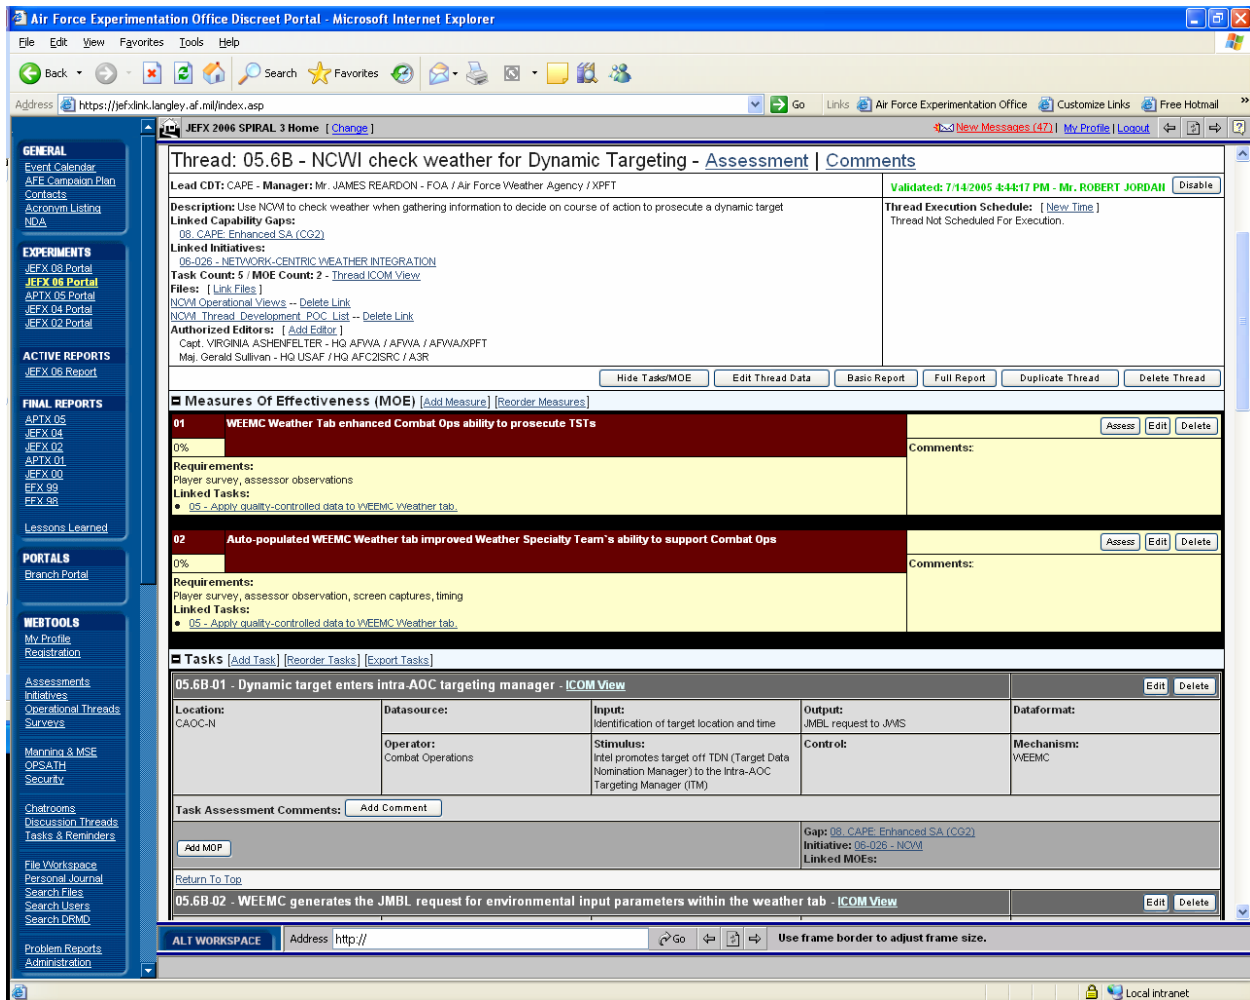 Air Force Experimentation Office Discreet Portal - Microsoft Internet Explorer
File Edit View Favorites Tools Help
Back Search Favorites
Address https://jefxlink.langley.af.mil/index.asp Go Links Air Force Experimentation Office Customize Links Free Hotmail »
JEFX 2006 SPIRAL 3 Home [ Change ] New Messages (47) | My Profile | Logout
GENERAL
Event Calendar
AFE Campaign Plan
Contacts
Acronym Listing
NDA
EXPERIMENTS
JEFX 08 Portal
JEFX 06 Portal
APTX 05 Portal
JEFX 04 Portal
JEFX 02 Portal
ACTIVE REPORTS
JEFX 06 Report
FINAL REPORTS
APTX 05
JEFX 04
JEFX 02
APTX 01
JEFX 00
EFX 99
EFX 98
Lessons Learned
PORTALS
Branch Portal
WEBTOOLS
My Profile
Registration
Assessments
Initiatives
Operational Threads
Surveys
Manning & MSE
OPSATH
Security
Chatrooms
Discussion Threads
Tasks & Reminders
File Workspace
Personal Journal
Search Files
Search Users
Search DRMD
Problem Reports
Administration
Thread: 05.6B - NCWI check weather for Dynamic Targeting - Assessment | Comments
Lead CDT: CAPE - Manager: Mr. JAMES REARDON - FOA / Air Force Weather Agency / XPFT
Validated: 7/14/2005 4:44:17 PM - Mr. ROBERT JORDAN Disable
Description: Use NCWI to check weather when gathering information to decide on course of action to prosecute a dynamic target
Linked Capability Gaps:
08. CAPE: Enhanced SA (CG2)
Linked Initiatives:
06-026 - NETWORK-CENTRIC WEATHER INTEGRATION
Task Count: 5 / MOE Count: 2 - Thread ICOM View
Files: [ Link Files ]
NCWI Operational Views -- Delete Link
NCWI_Thread_Development_POC_List -- Delete Link
Authorized Editors: [ Add Editor ]
Capt. VIRGINIA ASHENFELTER - HQ AFWA / AFWA / AFWA/XPFT
Maj. Gerald Sullivan - HQ USAF / HQ AFC2ISRC / A3R
Thread Execution Schedule: [ New Time ]
Thread Not Scheduled For Execution.
Hide Tasks/MOE Edit Thread Data Basic Report Full Report Duplicate Thread Delete Thread
Measures Of Effectiveness (MOE) [Add Measure] [Reorder Measures]
01 WEEMC Weather Tab enhanced Combat Ops ability to prosecute TSTs Assess Edit Delete
0% Comments:
Requirements:
Player survey, assessor observations
Linked Tasks:
• 05 - Apply quality-controlled data to WEEMC Weather tab.
02 Auto-populated WEEMC Weather tab improved Weather Specialty Team`s ability to support Combat Ops Assess Edit Delete
0% Comments:
Requirements:
Player survey, assessor observation, screen captures, timing
Linked Tasks:
• 05 - Apply quality-controlled data to WEEMC Weather tab.
Tasks [Add Task] [Reorder Tasks] [Export Tasks]
05.6B-01 - Dynamic target enters intra-AOC targeting manager - ICOM View Edit Delete
Location:
CAOC-N
Datasource:
Input:
Identification of target location and time
Output:
JMBL request to JWIS
Dataformat:
Operator:
Combat Operations
Stimulus:
Intel promotes target off TDN (Target Data
Nomination Manager) to the Intra-AOC
Targeting Manager (ITM)
Control:
Mechanism:
WEEMC
Task Assessment Comments: Add Comment
Add MOP
Gap: 08. CAPE: Enhanced SA (CG2)
Initiative: 06-026 - NCWI
Linked MOEs:
Return To Top
05.6B-02 - WEEMC generates the JMBL request for environmental input parameters within the weather tab - ICOM View Edit Delete
ALT WORKSPACE Address http:// Go Use frame border to adjust frame size.
Local intranet